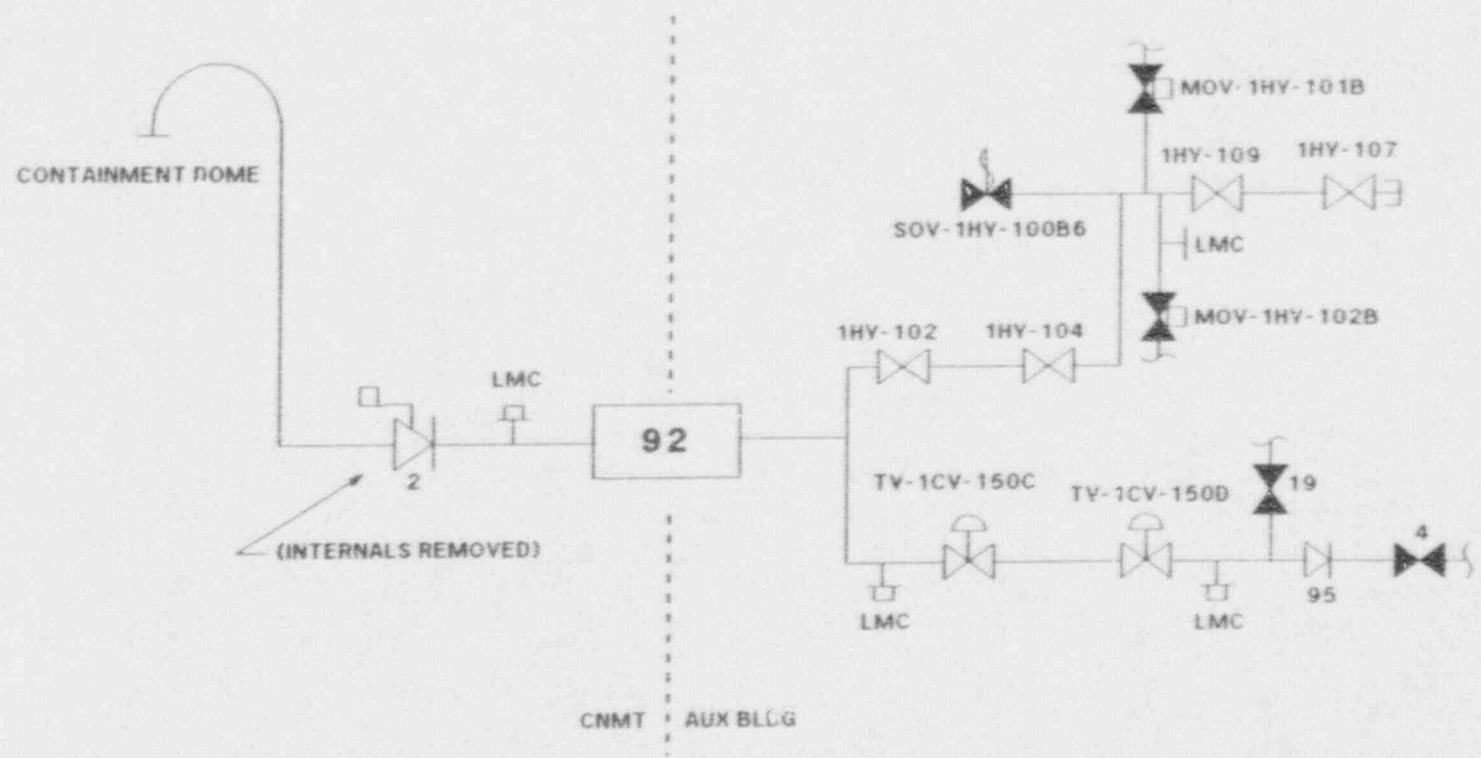 MOV-1HY-101B
1HY-109
1HY-107
CONTAINMENT DOME
SOV-1HY-100B6
LMC
MOV-1HY-102B
1HY-102
1HY-104
LMC
92
2
TV-1CV-150C
TV-1CV-150D
19
4
(INTERNALS REMOVED)
95
LMC
LMC
CNMT
AUX BLDG